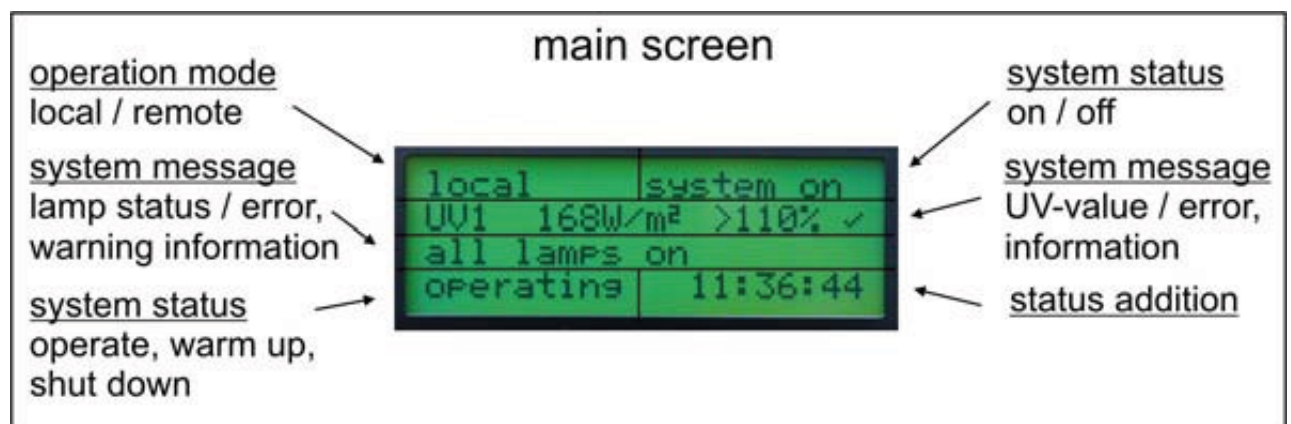 main screen
operation mode
local / remote
system message
lamp status / error,
warning information
system status
operate, warm up,
shut down
local system on
UV1 168W/m² >110% ✓
all lamps on
operating 11:36:44
system status
on / off
system message
UV-value / error,
information
status addition